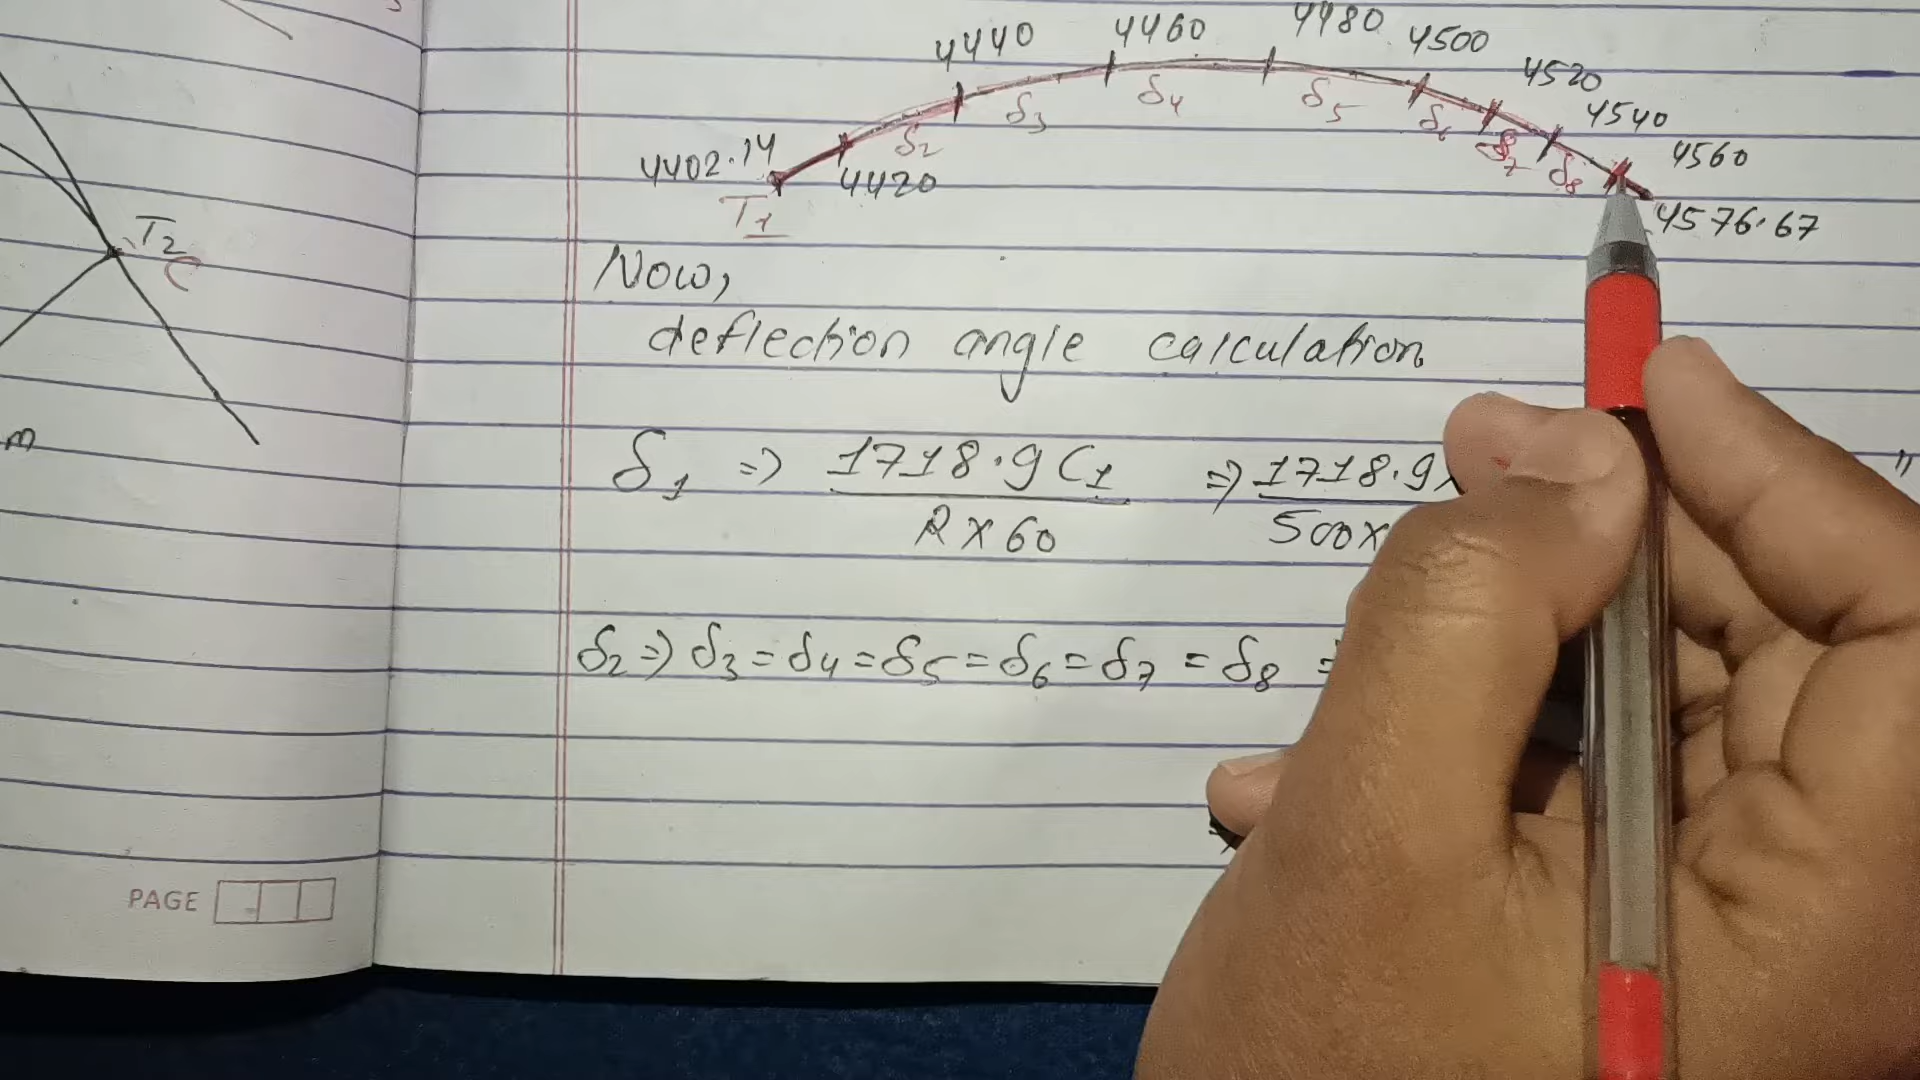 4440 4460 4480 4500
4520
4540
4560
4402.14
4420
T1
4576.67
δ2 δ3 δ4 δ5 δ6 δ7 δ8
T2
Now,
deflection angle calculation
δ1 => 1718.9 C1 => 1718.9x
R x 60 500x
δ2 => δ3 = δ4 = δ5 = δ6 = δ7 = δ8 =
m
"
PAGE